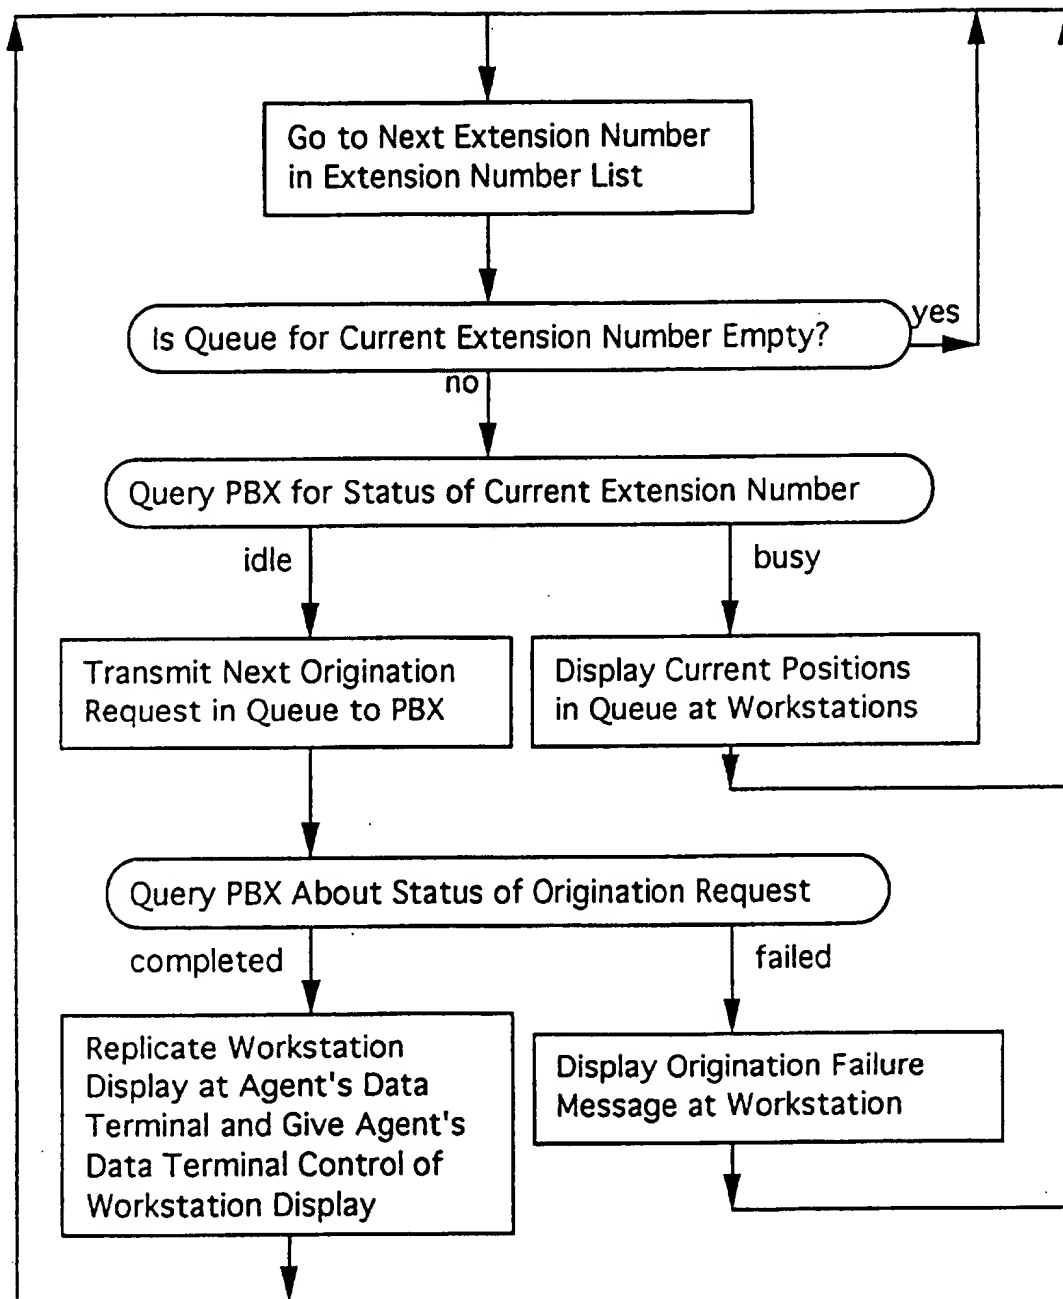 Go to Next Extension Number
in Extension Number List
Is Queue for Current Extension Number Empty?
yes
no
Query PBX for Status of Current Extension Number
idle
busy
Transmit Next Origination
Request in Queue to PBX
Display Current Positions
in Queue at Workstations
Query PBX About Status of Origination Request
completed
failed
Replicate Workstation
Display at Agent's Data
Terminal and Give Agent's
Data Terminal Control of
Workstation Display
Display Origination Failure
Message at Workstation